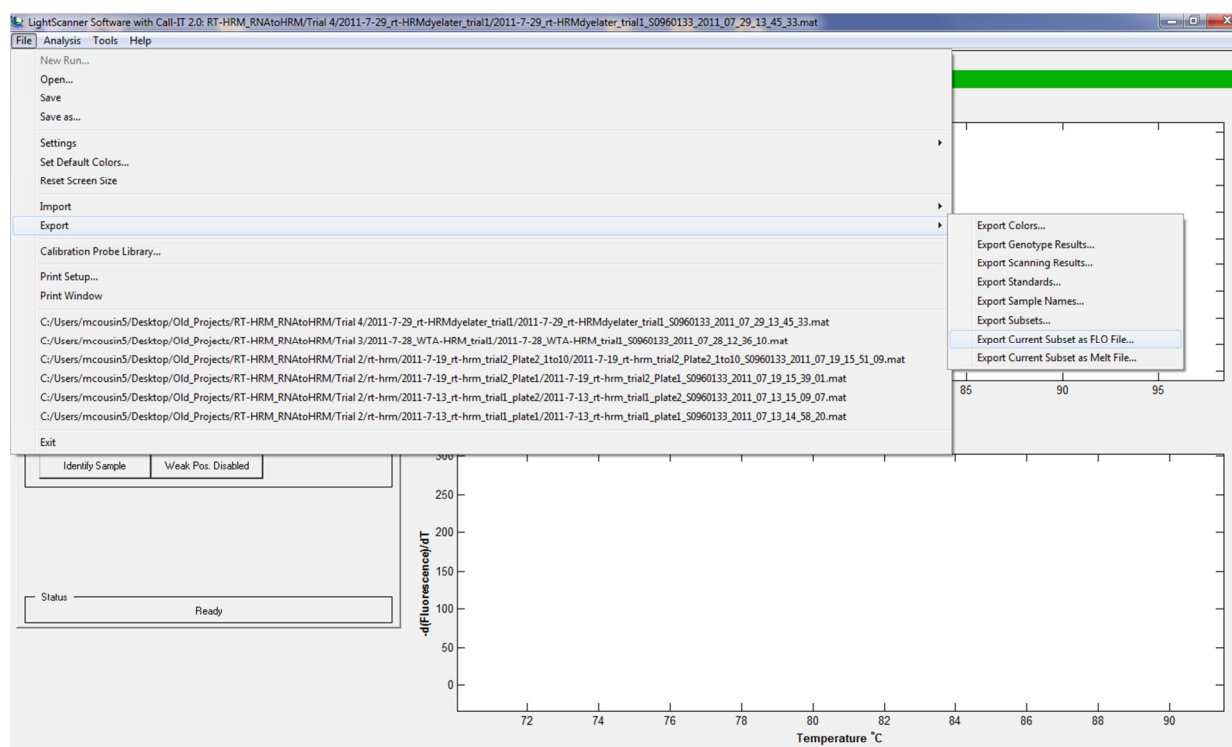 LightScanner Software with Call-IT 2.0: RT-HRM_RNAtoHRM/Trial 4/2011-7-29_rt-HRMdyelater_trial1/2011-7-29_rt-HRMdyelater_trial1_S0960133_2011_07_29_13_45_33.mat
File Analysis Tools Help
New Run...
Open...
Save
Save as...
Settings
Set Default Colors...
Reset Screen Size
Import
Export
Calibration Probe Library...
Print Setup...
Print Window
C:/Users/mcousin5/Desktop/Old_Projects/RT-HRM_RNAtoHRM/Trial 4/2011-7-29_rt-HRMdyelater_trial1/2011-7-29_rt-HRMdyelater_trial1_S0960133_2011_07_29_13_45_33.mat
C:/Users/mcousin5/Desktop/Old_Projects/RT-HRM_RNAtoHRM/Trial 3/2011-7-28_WTA-HRM_trial1/2011-7-28_WTA-HRM_trial1_S0960133_2011_07_28_12_36_10.mat
C:/Users/mcousin5/Desktop/Old_Projects/RT-HRM_RNAtoHRM/Trial 2/rt-hrm/2011-7-19_rt-hrm_trial2_Plate2_1to10/2011-7-19_rt-hrm_trial2_Plate2_1to10_S0960133_2011_07_19_15_51_09.mat
C:/Users/mcousin5/Desktop/Old_Projects/RT-HRM_RNAtoHRM/Trial 2/rt-hrm/2011-7-19_rt-hrm_trial2_Plate1/2011-7-19_rt-hrm_trial2_Plate1_S0960133_2011_07_19_15_39_01.mat
C:/Users/mcousin5/Desktop/Old_Projects/RT-HRM_RNAtoHRM/Trial 2/rt-hrm/2011-7-13_rt-hrm_trial1_plate2/2011-7-13_rt-hrm_trial1_plate2_S0960133_2011_07_13_15_09_07.mat
C:/Users/mcousin5/Desktop/Old_Projects/RT-HRM_RNAtoHRM/Trial 2/rt-hrm/2011-7-13_rt-hrm_trial1_plate1/2011-7-13_rt-hrm_trial1_plate1_S0960133_2011_07_13_14_58_20.mat
Exit
Export Colors...
Export Genotype Results...
Export Scanning Results...
Export Standards...
Export Sample Names...
Export Subsets...
Export Current Subset as FLO File...
Export Current Subset as Melt File...
85 90 95
Identify Sample Weak Pos. Disabled
Status
Ready
-d(Fluorescence)/dT
300
250
200
150
100
50
0
72 74 76 78 80 82 84 86 88 90
Temperature °C